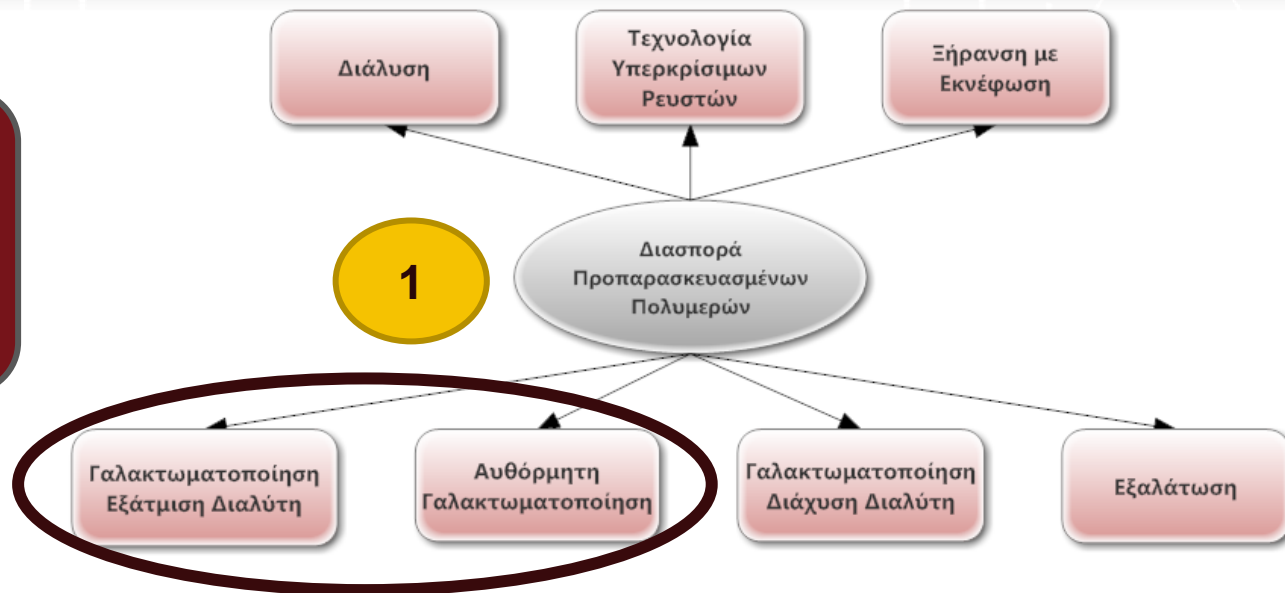 Διάλυση
Τεχνολογία
Υπερκρίσιμων
Ρευστών
Ξήρανση με
Εκνέφωση
1
Διασπορά
Προπαρασκευασμένων
Πολυμερών
Γαλακτωματοποίηση
Εξάτμιση Διαλύτη
Αυθόρμητη
Γαλακτωματοποίηση
Γαλακτωματοποίηση
Διάχυση Διαλύτη
Εξαλάτωση